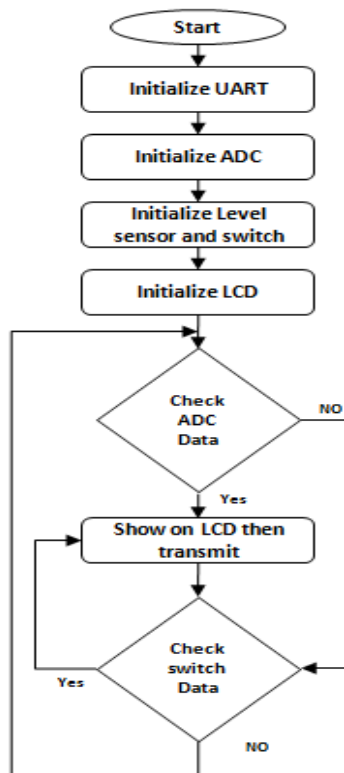 Start
Initialize UART
Initialize ADC
Initialize Level
sensor and switch
Initialize LCD
Check
ADC
Data
NO
Yes
Show on LCD then
transmit
Check
switch
Data
Yes
NO